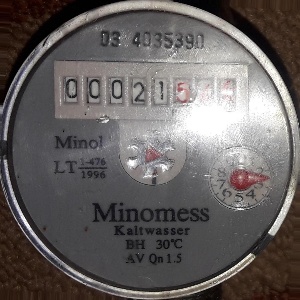 03 4035390
00021
Minol
LT 1-476
1996
Minomess
Kaltwasser
BH 30°C
AV Qn 1.5